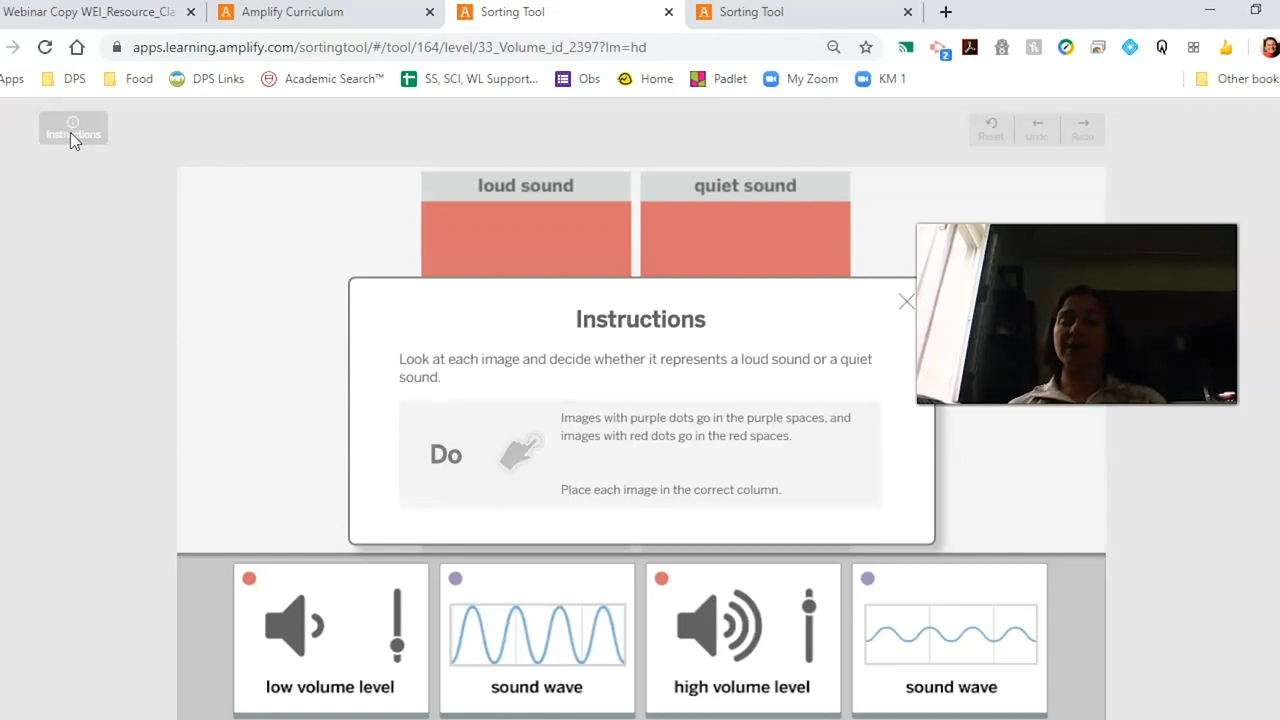 Webinar Copy WEI_Resource_Cla
Amplify Curriculum
Sorting Tool
Sorting Tool
apps.learning.amplify.com/sortingtool/#/tool/164/level/33_Volume_id_2397?lm=hd
2
Apps
DPS
Food
DPS Links
Academic Search™
SS, SCI, WL Support...
Obs
Home
Padlet
My Zoom
KM 1
Other book
Instructions
Reset
Undo
Redo
loud sound
quiet sound
Instructions
Look at each image and decide whether it represents a loud sound or a quiet
sound.
Do
Images with purple dots go in the purple spaces, and
images with red dots go in the red spaces.
Place each image in the correct column.
low volume level
sound wave
high volume level
sound wave